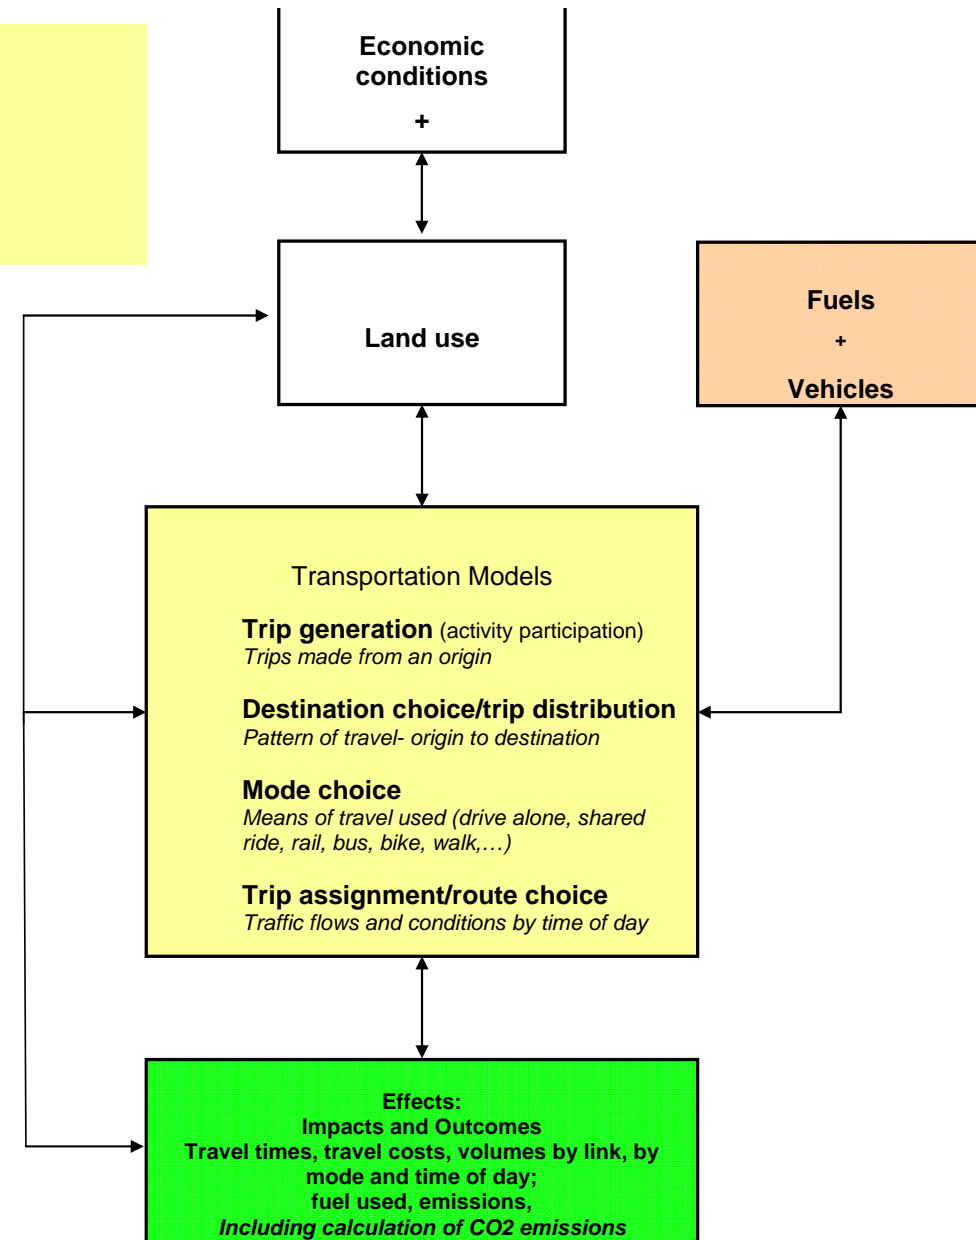 Economic
conditions
+
Land use
Fuels
+
Vehicles
Transportation Models
Trip generation (activity participation)
Trips made from an origin
Destination choice/trip distribution
Pattern of travel- origin to destination
Mode choice
Means of travel used (drive alone, shared
ride, rail, bus, bike, walk,…)
Trip assignment/route choice
Traffic flows and conditions by time of day
Effects:
Impacts and Outcomes
Travel times, travel costs, volumes by link, by
mode and time of day;
fuel used, emissions,
Including calculation of CO2 emissions